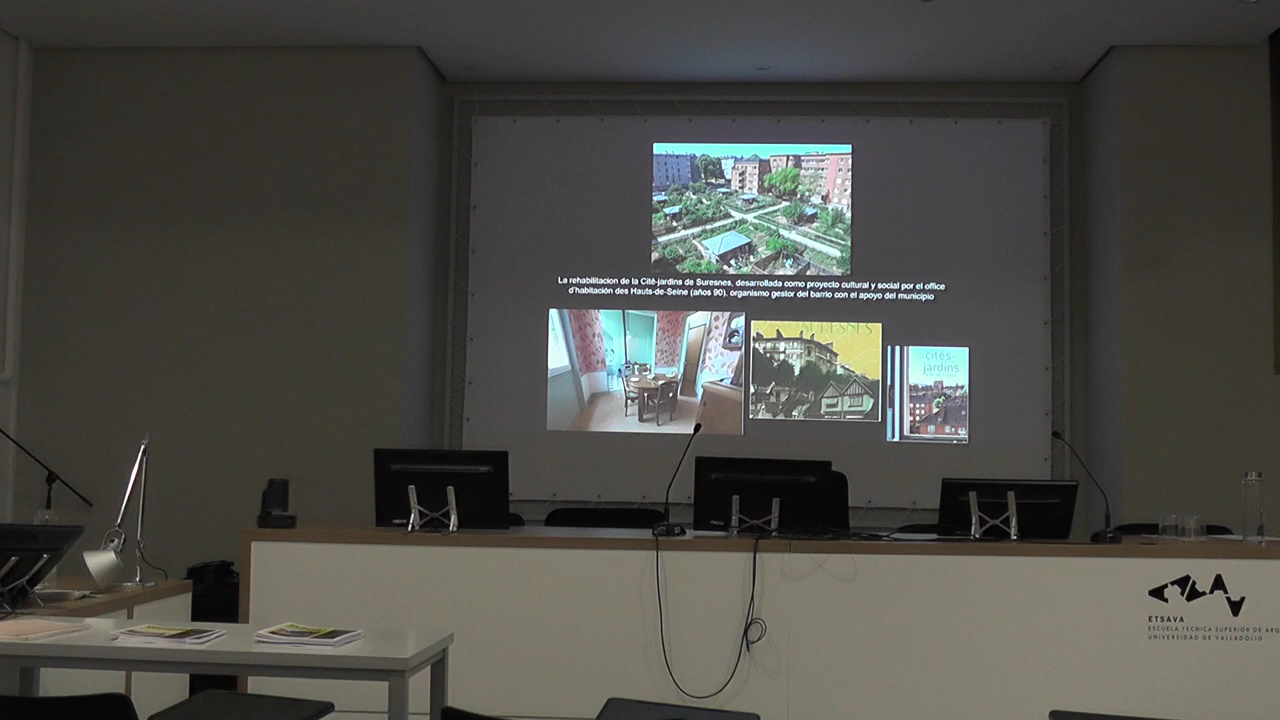 La rehabilitacion de la Cité-jardins de Suresnes, desarrollada como proyecto cultural y social por el office
d'habitación des Hauts-de-Seine (años 90), organismo gestor del barrio con el apoyo del municipio
SURESNES
cités-
jardins
ETSAVA
ESCUELA TÉCNICA SUPERIOR DE ARQ
UNIVERSIDAD DE VALLADOLID